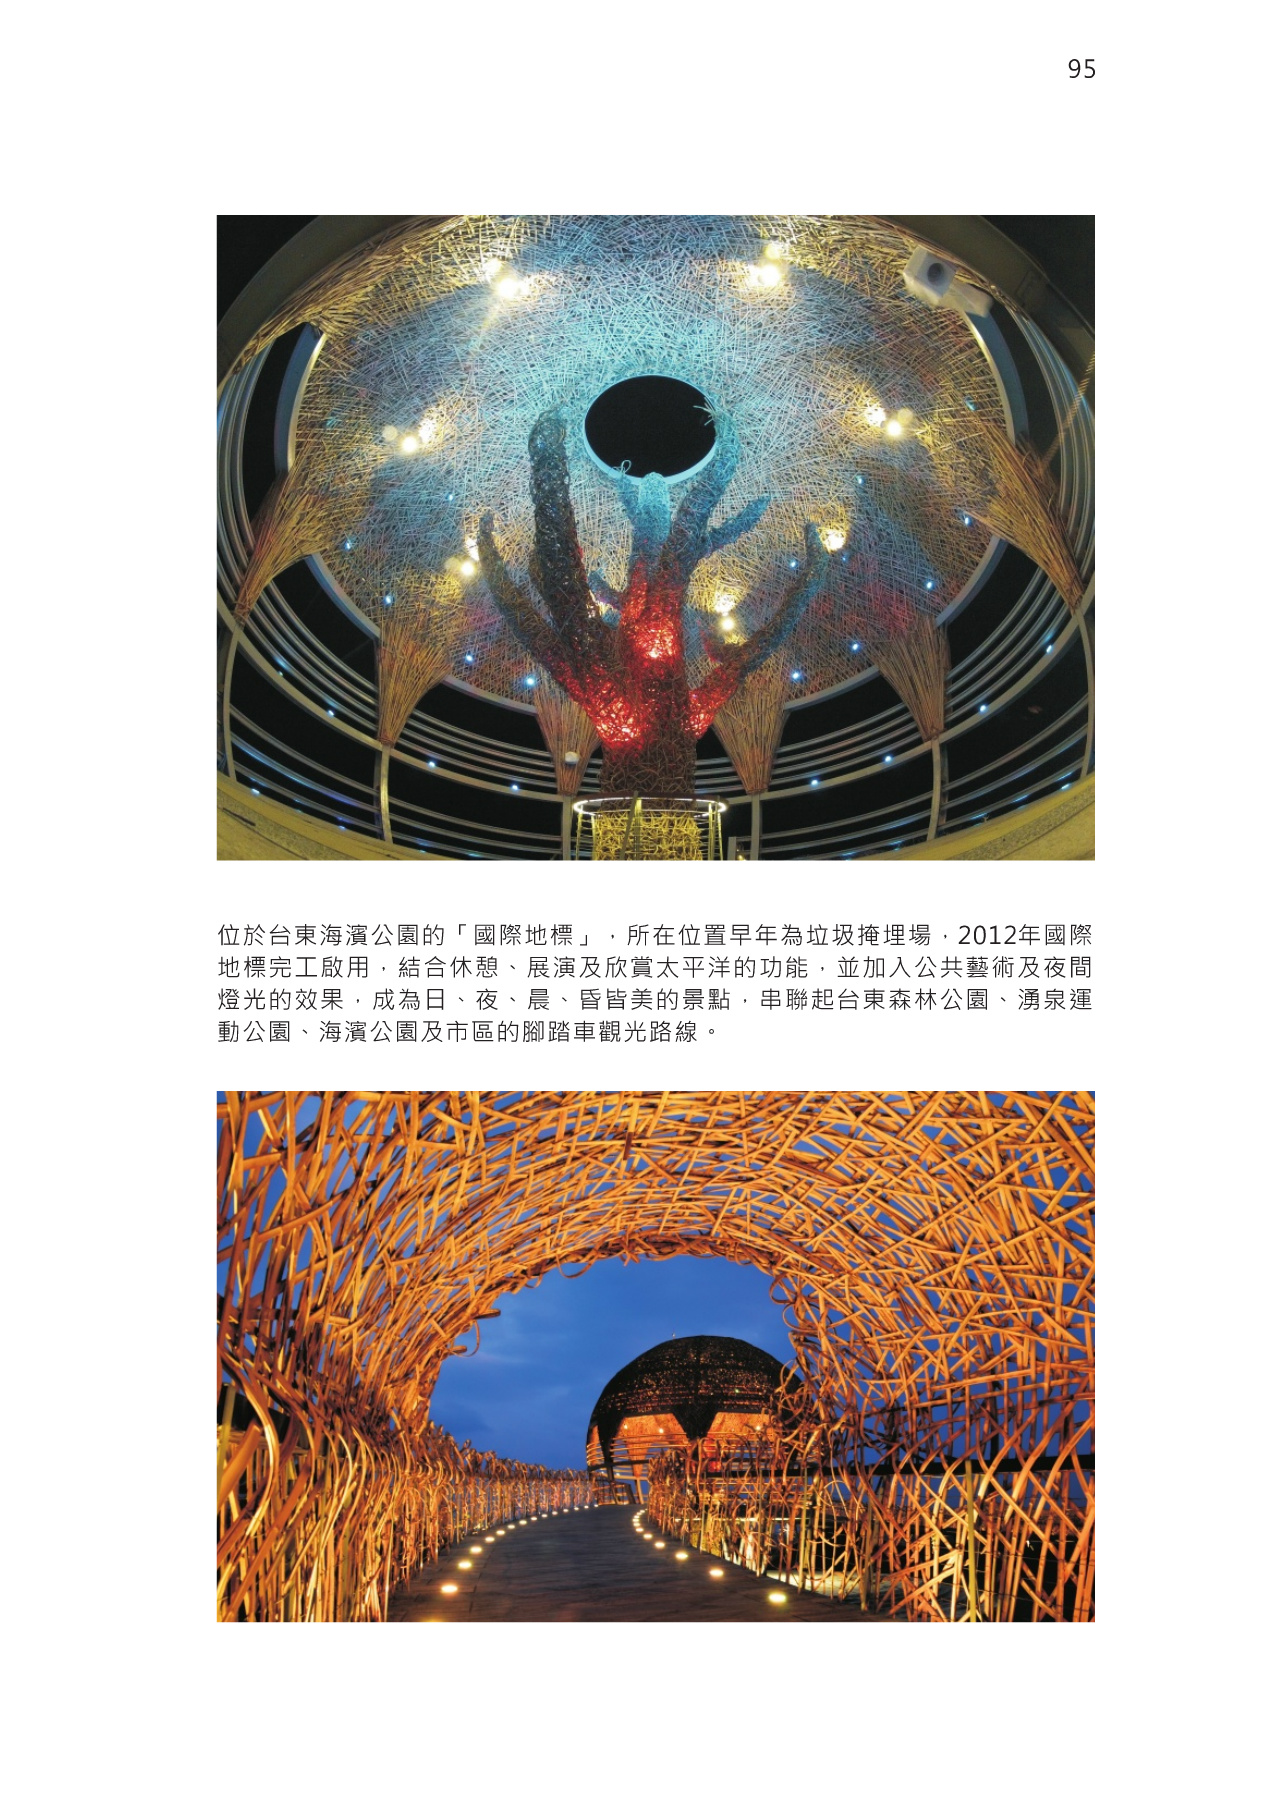 95
位於台東海濱公園的「國際地標」，所在位置早年為垃圾掩埋場，2012年國際
地標完工啟用，結合休憩、展演及欣賞太平洋的功能，並加入公共藝術及夜間
燈光的效果，成為日、夜、晨、昏皆美的景點，串聯起台東森林公園、湧泉運
動公園、海濱公園及市區的腳踏車觀光路線。